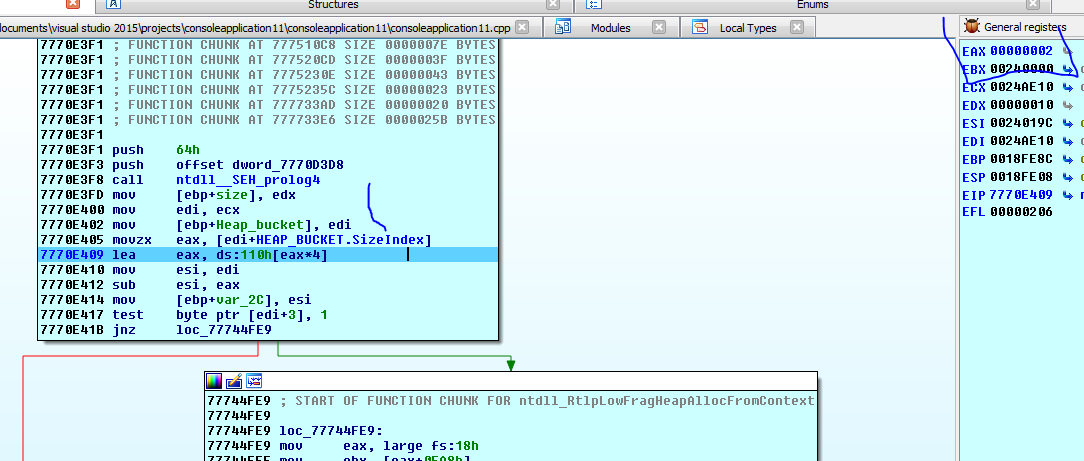 Structures
Enums
documents\visual studio 2015\projects\consoleapplication11\consoleapplication11\consoleapplication11.cpp
Modules
Local Types
General registers
7770E3F1 ; FUNCTION CHUNK AT 777510C8 SIZE 0000007E BYTES
7770E3F1 ; FUNCTION CHUNK AT 777520CD SIZE 0000003F BYTES
7770E3F1 ; FUNCTION CHUNK AT 7775230E SIZE 00000043 BYTES
7770E3F1 ; FUNCTION CHUNK AT 7775235C SIZE 00000023 BYTES
7770E3F1 ; FUNCTION CHUNK AT 777733AD SIZE 00000020 BYTES
7770E3F1 ; FUNCTION CHUNK AT 777733E6 SIZE 0000025B BYTES
7770E3F1
7770E3F1 push 64h
7770E3F3 push offset dword_7770D3D8
7770E3F8 call ntdll__SEH_prolog4
7770E3FD mov [ebp+size], edx
7770E400 mov edi, ecx
7770E402 mov [ebp+Heap_bucket], edi
7770E405 movzx eax, [edi+HEAP_BUCKET.SizeIndex]
7770E409 lea eax, ds:110h[eax*4]
7770E410 mov esi, edi
7770E412 sub esi, eax
7770E414 mov [ebp+var_2C], esi
7770E417 test byte ptr [edi+3], 1
7770E41B jnz loc_77744FE9
EAX 00000002
EBX 00240000
ECX 0024AE10
EDX 00000010
ESI 0024019C
EDI 0024AE10
EBP 0018FE8C
ESP 0018FE08
EIP 7770E409
EFL 00000206
77744FE9 ; START OF FUNCTION CHUNK FOR ntdll_RtlpLowFragHeapAllocFromContext
77744FE9
77744FE9 loc_77744FE9:
77744FE9 mov eax, large fs:18h